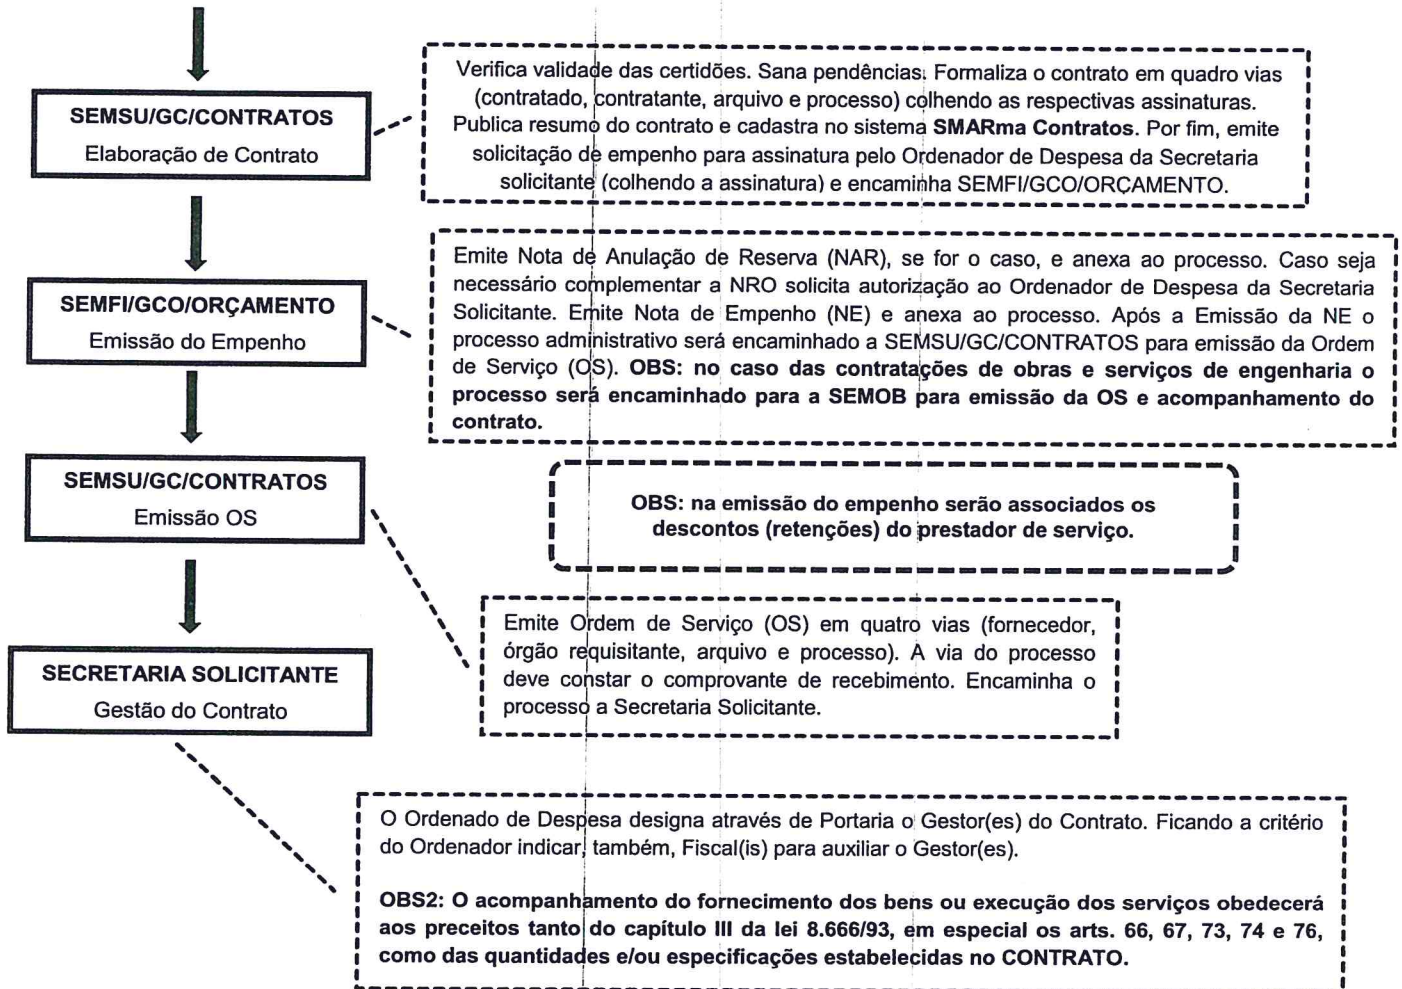 SEMSU/GC/CONTRATOS
Elaboração de Contrato
Verifica validade das certidões. Sana pendências. Formaliza o contrato em quadro vias
(contratado, contratante, arquivo e processo) colhendo as respectivas assinaturas.
Publica resumo do contrato e cadastra no sistema SMARma Contratos. Por fim, emite
solicitação de empenho para assinatura pelo Ordenador de Despesa da Secretaria
solicitante (colhendo a assinatura) e encaminha SEMFI/GCO/ORÇAMENTO.
SEMFI/GCO/ORÇAMENTO
Emissão do Empenho
Emite Nota de Anulação de Reserva (NAR), se for o caso, e anexa ao processo. Caso seja
necessário complementar a NRO solicita autorização ao Ordenador de Despesa da Secretaria
Solicitante. Emite Nota de Empenho (NE) e anexa ao processo. Após a Emissão da NE o
processo administrativo será encaminhado a SEMSU/GC/CONTRATOS para emissão da Ordem
de Serviço (OS). OBS: no caso das contratações de obras e serviços de engenharia o
processo será encaminhado para a SEMOB para emissão da OS e acompanhamento do
contrato.
SEMSU/GC/CONTRATOS
Emissão OS
OBS: na emissão do empenho serão associados os
descontos (retenções) do prestador de serviço.
Emite Ordem de Serviço (OS) em quatro vias (fornecedor,
órgão requisitante, arquivo e processo). A via do processo
deve constar o comprovante de recebimento. Encaminha o
processo a Secretaria Solicitante.
SECRETARIA SOLICITANTE
Gestão do Contrato
O Ordenado de Despesa designa através de Portaria o Gestor(es) do Contrato. Ficando a critério
do Ordenador indicar, também, Fiscal(is) para auxiliar o Gestor(es).
OBS2: O acompanhamento do fornecimento dos bens ou execução dos serviços obedecerá
aos preceitos tanto do capítulo III da lei 8.666/93, em especial os arts. 66, 67, 73, 74 e 76,
como das quantidades e/ou especificações estabelecidas no CONTRATO.